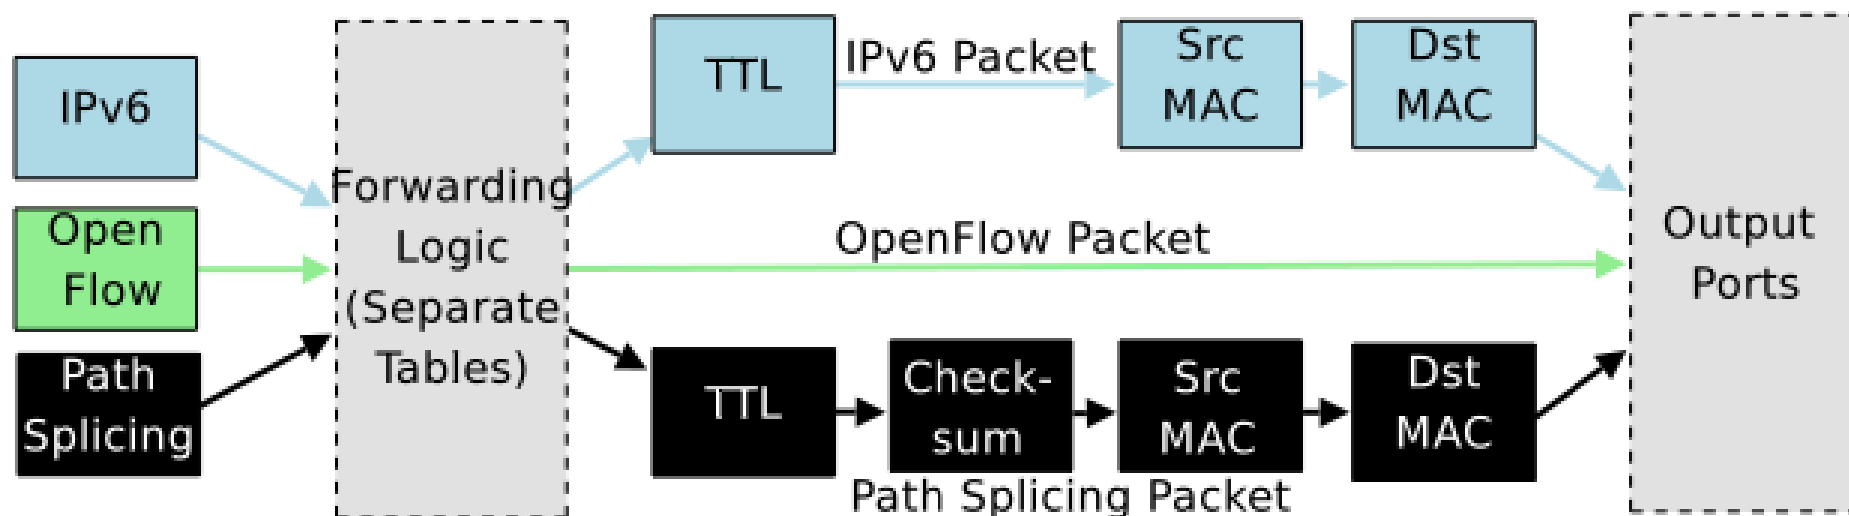 IPv6
Open
Flow
Path
Splicing
Forwarding
Logic
(Separate
Tables)
TTL
IPv6 Packet
Src
MAC
Dst
MAC
OpenFlow Packet
TTL
Check-
sum
Src
MAC
Dst
MAC
Path Splicing Packet
Output
Ports